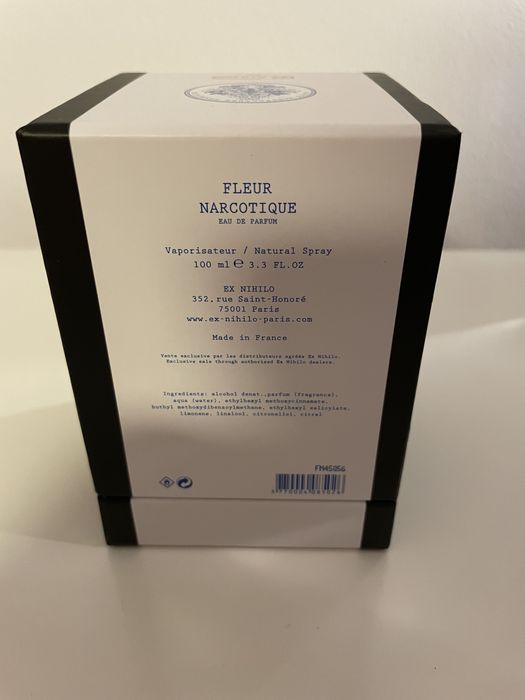 FLEUR
NARCOTIQUE
EAU DE PARFUM
Vaporisateur / Natural Spray
100 ml ℮ 3.3 FL.OZ
EX NIHILO
352, rue Saint-Honoré
75001 Paris
www.ex-nihilo-paris.com
Made in France
Vente exclusive par les distributeurs agréés Ex Nihilo.
Exclusive sale through authorized Ex Nihilo dealers.
Ingredients: alcohol denat.,parfum (fragrance),
aqua (water), ethylhexyl methoxycinnamate,
buthyl methoxydibenzoylmethane, ethylhexyl salicylate,
limonene, linalool, citronellol, citral
FM45056